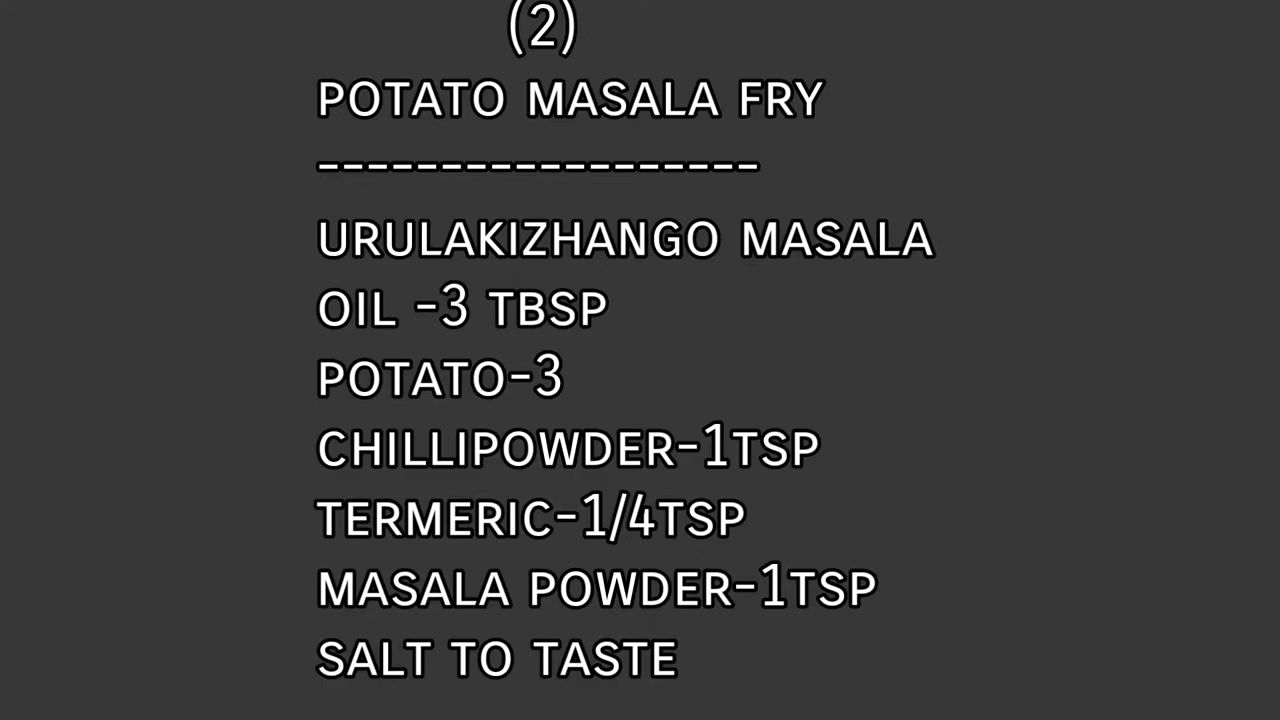 (2)
POTATO MASALA FRY
------------------
URULAKIZHANGO MASALA
OIL -3 TBSP
POTATO-3
CHILLIPOWDER-1TSP
TERMERIC-1/4TSP
MASALA POWDER-1TSP
SALT TO TASTE